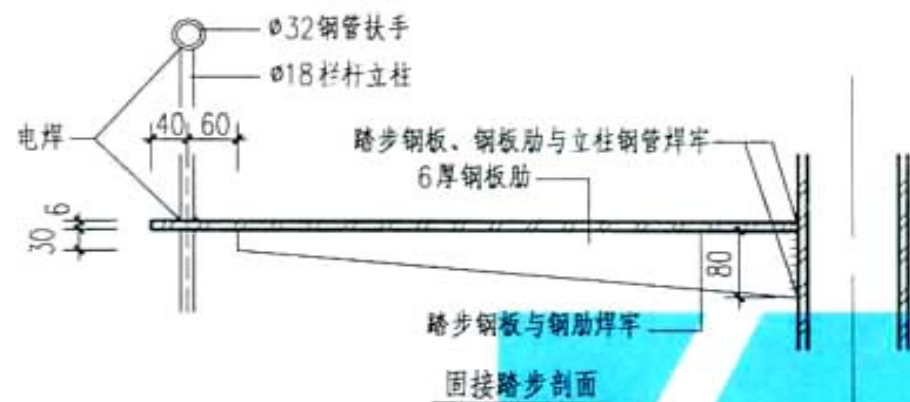 ø32钢管扶手
ø18栏杆立柱
电焊
40 60
踏步钢板、钢板肋与立柱钢管焊牢
6厚钢板肋
6
30
80
踏步钢板与钢肋焊牢
固接踏步剖面